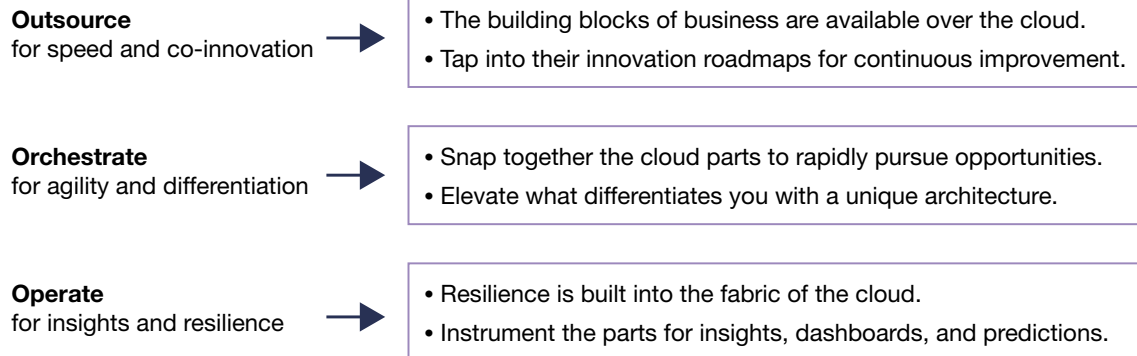 Outsource
for speed and co-innovation
• The building blocks of business are available over the cloud.
• Tap into their innovation roadmaps for continuous improvement.
Orchestrate
for agility and differentiation
• Snap together the cloud parts to rapidly pursue opportunities.
• Elevate what differentiates you with a unique architecture.
Operate
for insights and resilience
• Resilience is built into the fabric of the cloud.
• Instrument the parts for insights, dashboards, and predictions.